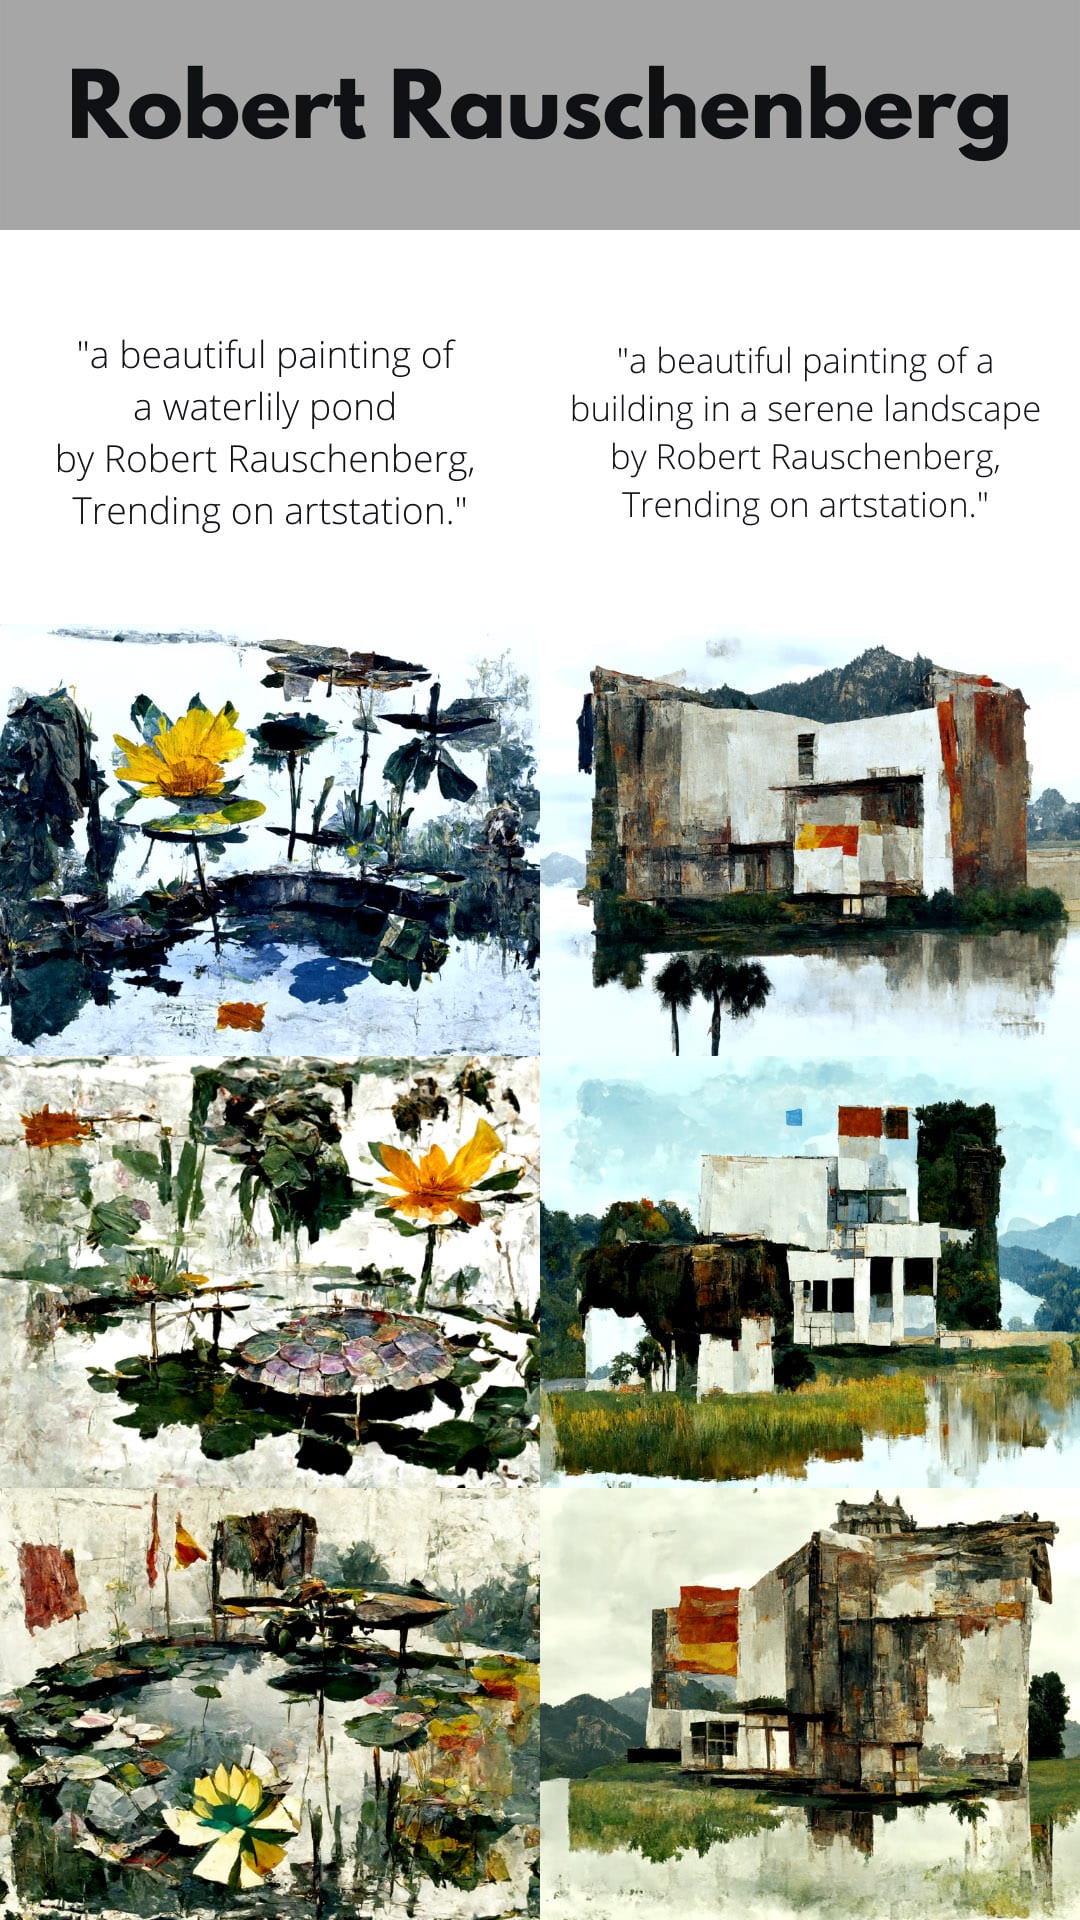 Robert Rauschenberg
"a beautiful painting of
a waterlily pond
by Robert Rauschenberg,
Trending on artstation."
"a beautiful painting of a
building in a serene landscape
by Robert Rauschenberg,
Trending on artstation."